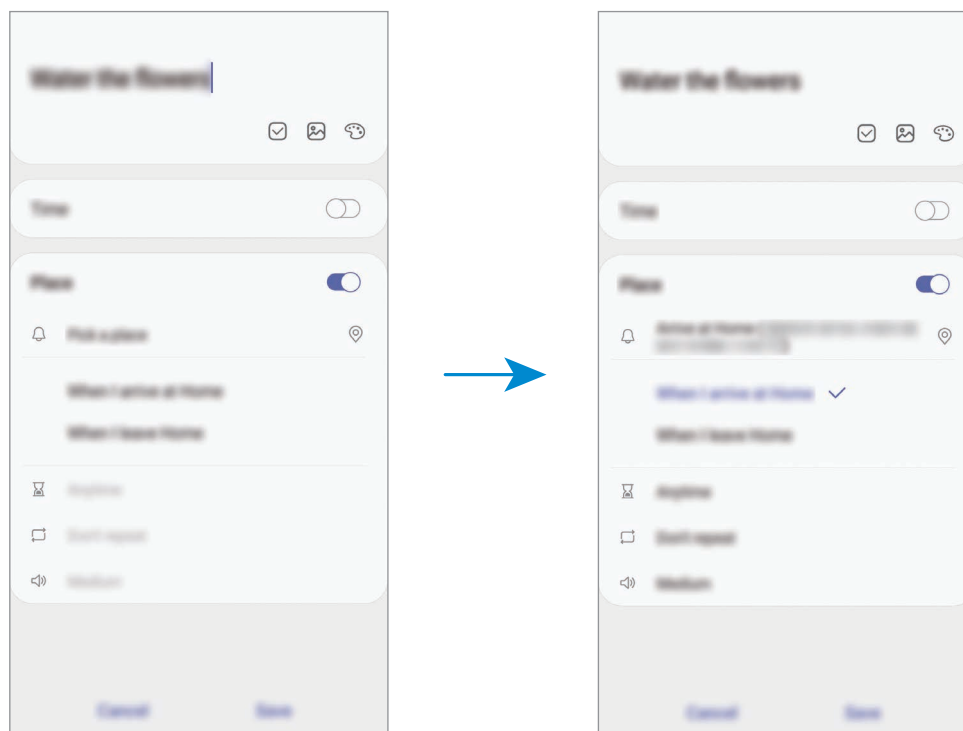 Water the flowers
Time
Place
Pick a place
When I arrive at Home
When I leave Home
Anytime
Don't repeat
Medium
Cancel
Save
Water the flowers
Time
Place
Arrive at Home (
When I arrive at Home
When I leave Home
Anytime
Don't repeat
Medium
Cancel
Save